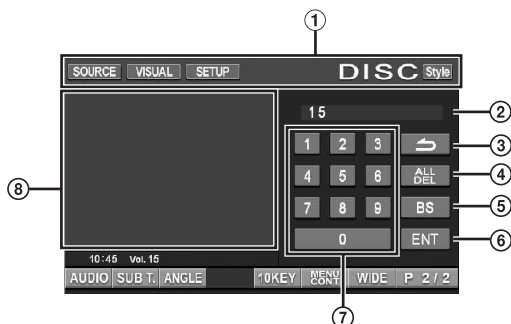 1
SOURCE VISUAL SETUP DISC Style
15 2
1 2 3 3
4 5 6 ALL DEL 4
7 8 9 BS 5
0 ENT 6
8
10:45 Vol. 15
AUDIO SUB T. ANGLE 10KEY MENU CONT WIDE P 2/2
7